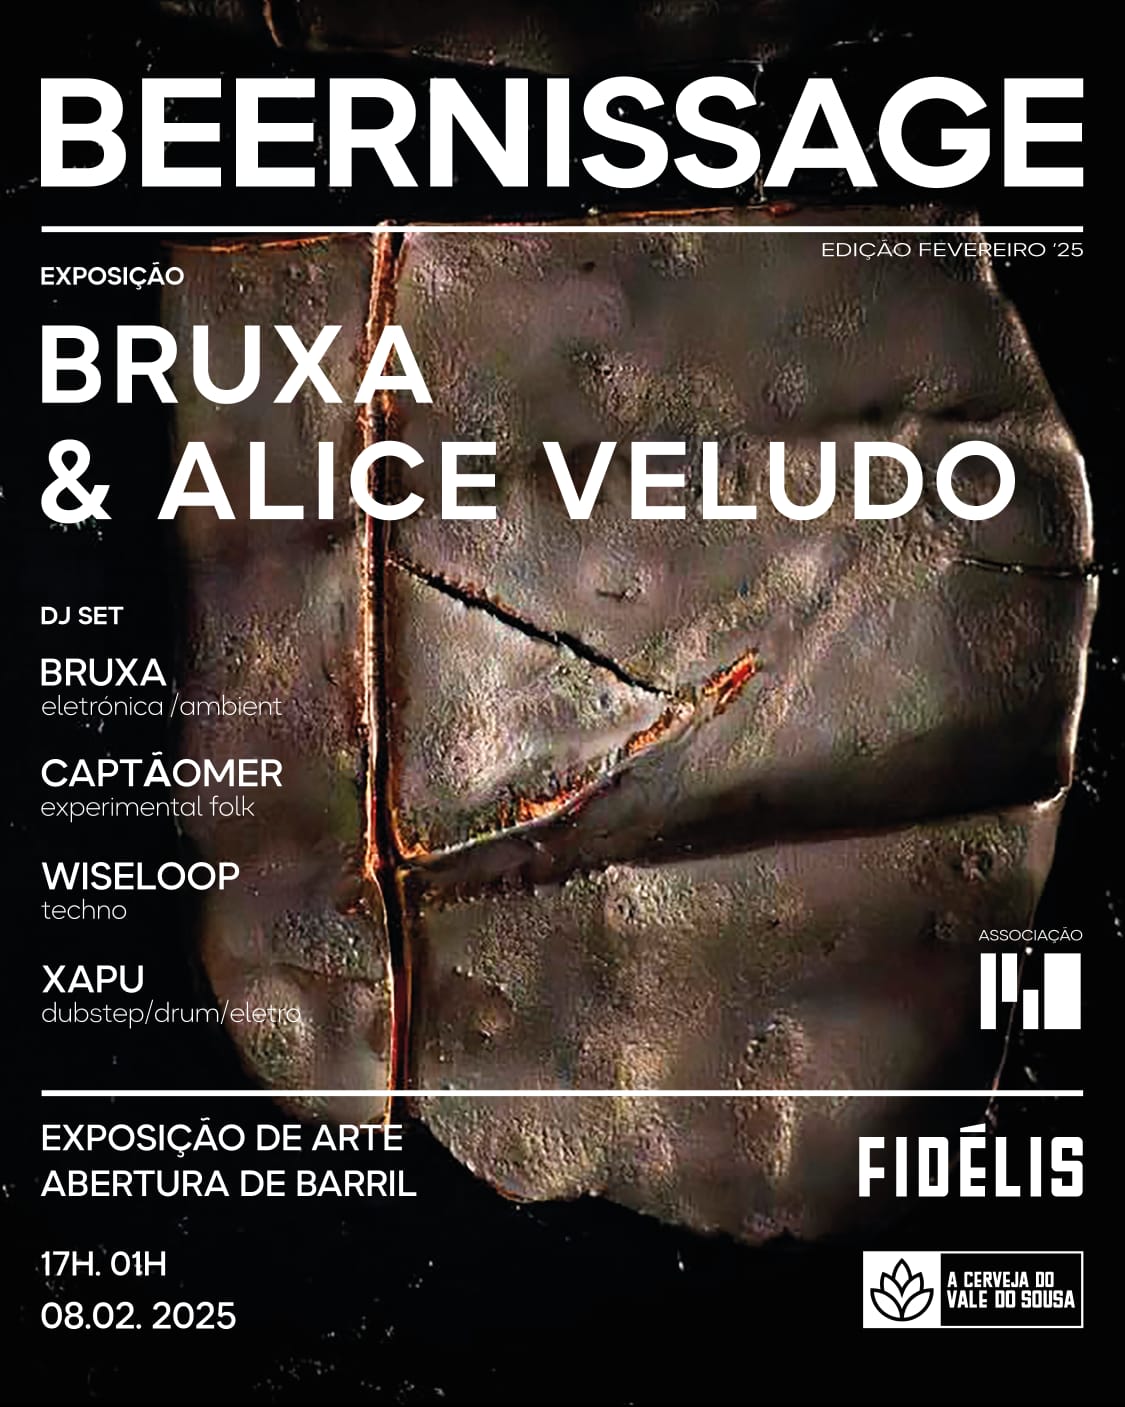 BEERNISSAGE
EDIÇÃO FEVEREIRO '25
EXPOSIÇÃO
BRUXA
& ALICE VELUDO
DJ SET
BRUXA
eletrónica /ambient
CAPTÃOMER
experimental folk
WISELOOP
techno
XAPU
dubstep/drum/eletro
ASSOCIAÇÃO
EXPOSIÇÃO DE ARTE
ABERTURA DE BARRIL
FIDÉLIS
17H. 01H
08.02. 2025
A CERVEJA DO
VALE DO SOUSA